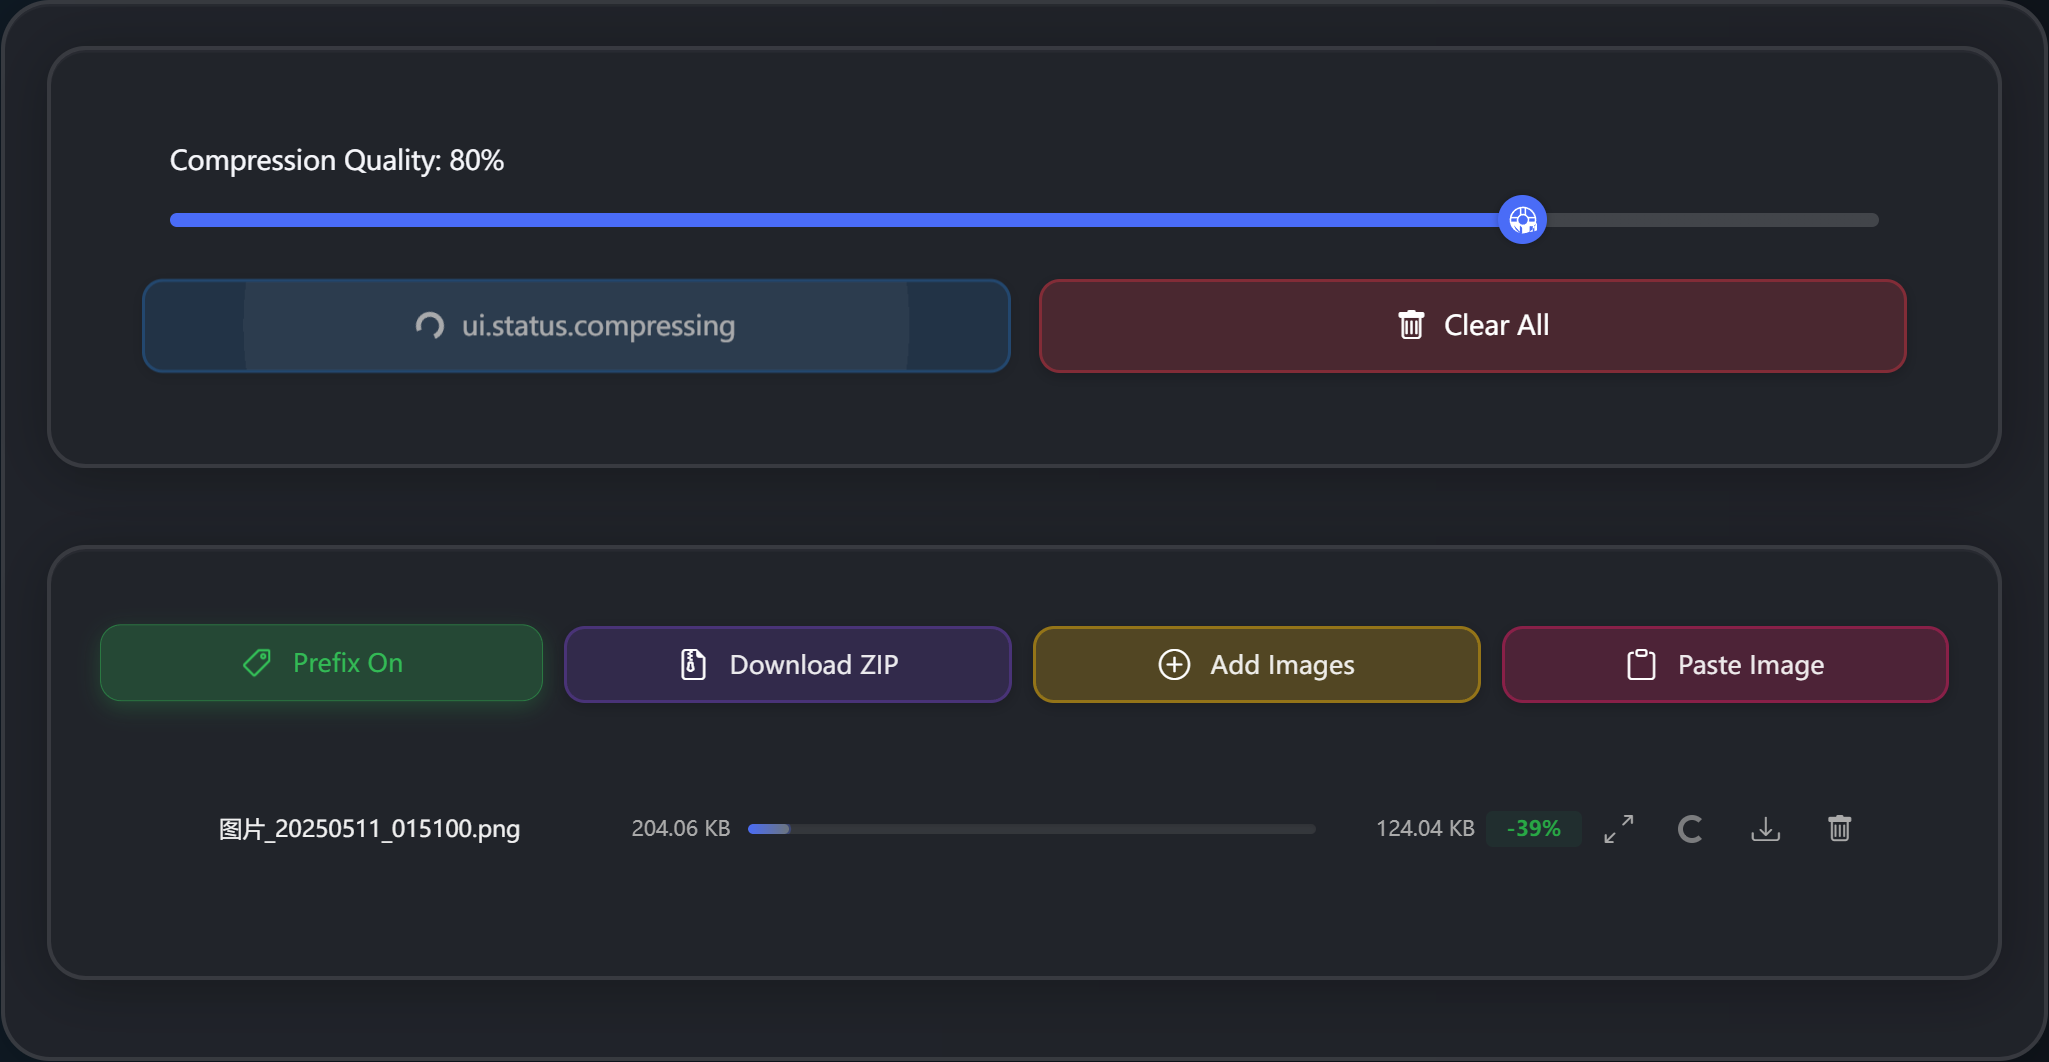 Compression Quality: 80%
ui.status.compressing
Clear All
Prefix On
Download ZIP
Add Images
Paste Image
图片_20250511_015100.png
204.06 KB
124.04 KB
-39%